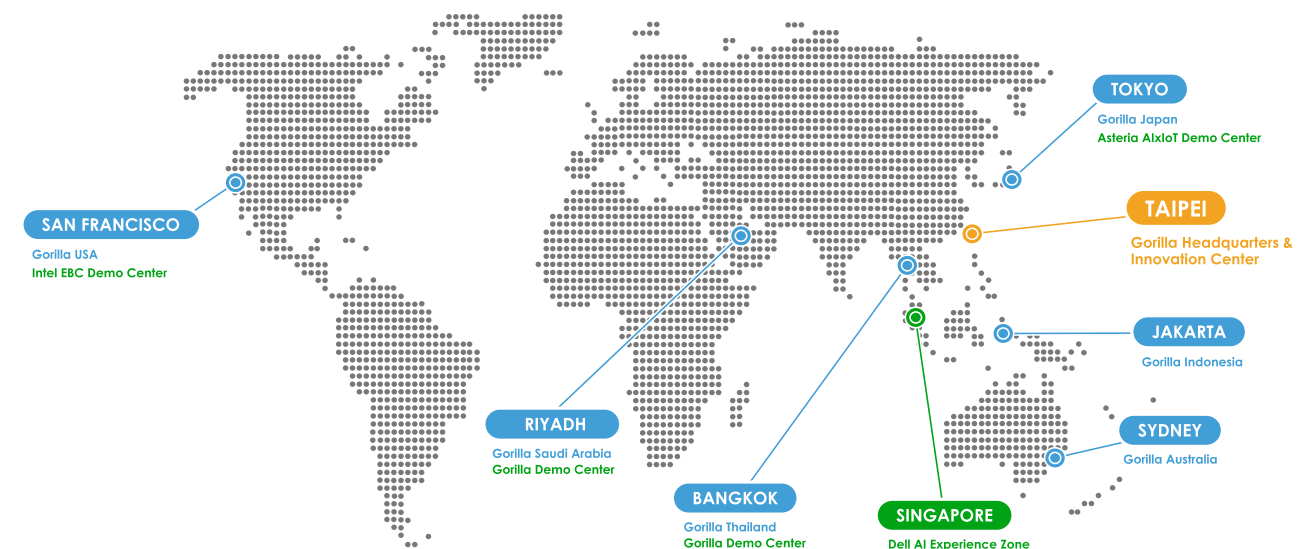 TOKYO
Gorilla Japan
Asteria AIxIoT Demo Center
TAIPEI
Gorilla Headquarters &
Innovation Center
SAN FRANCISCO
Gorilla USA
Intel EBC Demo Center
JAKARTA
Gorilla Indonesia
RIYADH
Gorilla Saudi Arabia
Gorilla Demo Center
SYDNEY
Gorilla Australia
BANGKOK
Gorilla Thailand
Gorilla Demo Center
SINGAPORE
Dell AI Experience Zone